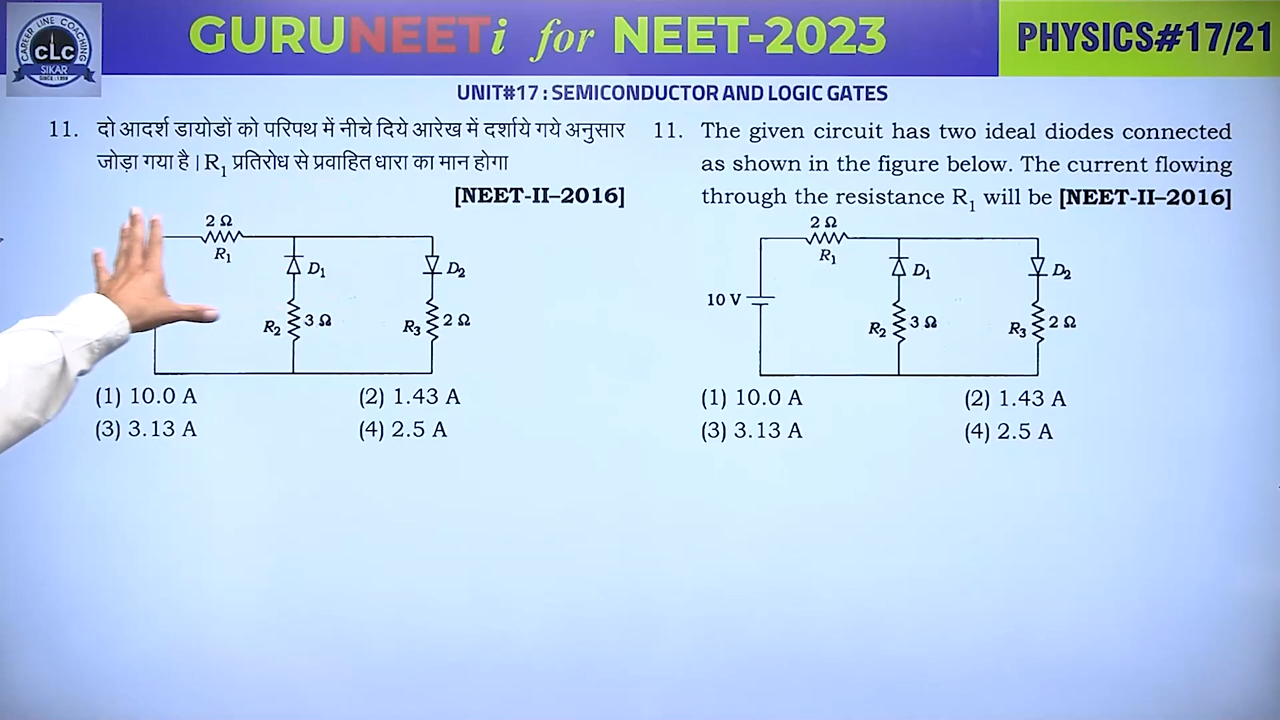 CAREER LINE COACHING
CLC
SIKAR
SINCE : 1996
GURUNEETi for NEET-2023
PHYSICS#17/21
UNIT#17 : SEMICONDUCTOR AND LOGIC GATES
11. दो आदर्श डायोडों को परिपथ में नीचे दिये आरेख में दर्शाये गये अनुसार
जोड़ा गया है। R₁ प्रतिरोध से प्रवाहित धारा का मान होगा
[NEET-II–2016]
2 Ω
R₁
D₁
D₂
R₂
3 Ω
R₃
2 Ω
(1) 10.0 A (2) 1.43 A
(3) 3.13 A (4) 2.5 A
11. The given circuit has two ideal diodes connected
as shown in the figure below. The current flowing
through the resistance R₁ will be [NEET-II–2016]
2 Ω
R₁
D₁
D₂
10 V
R₂
3 Ω
R₃
2 Ω
(1) 10.0 A (2) 1.43 A
(3) 3.13 A (4) 2.5 A